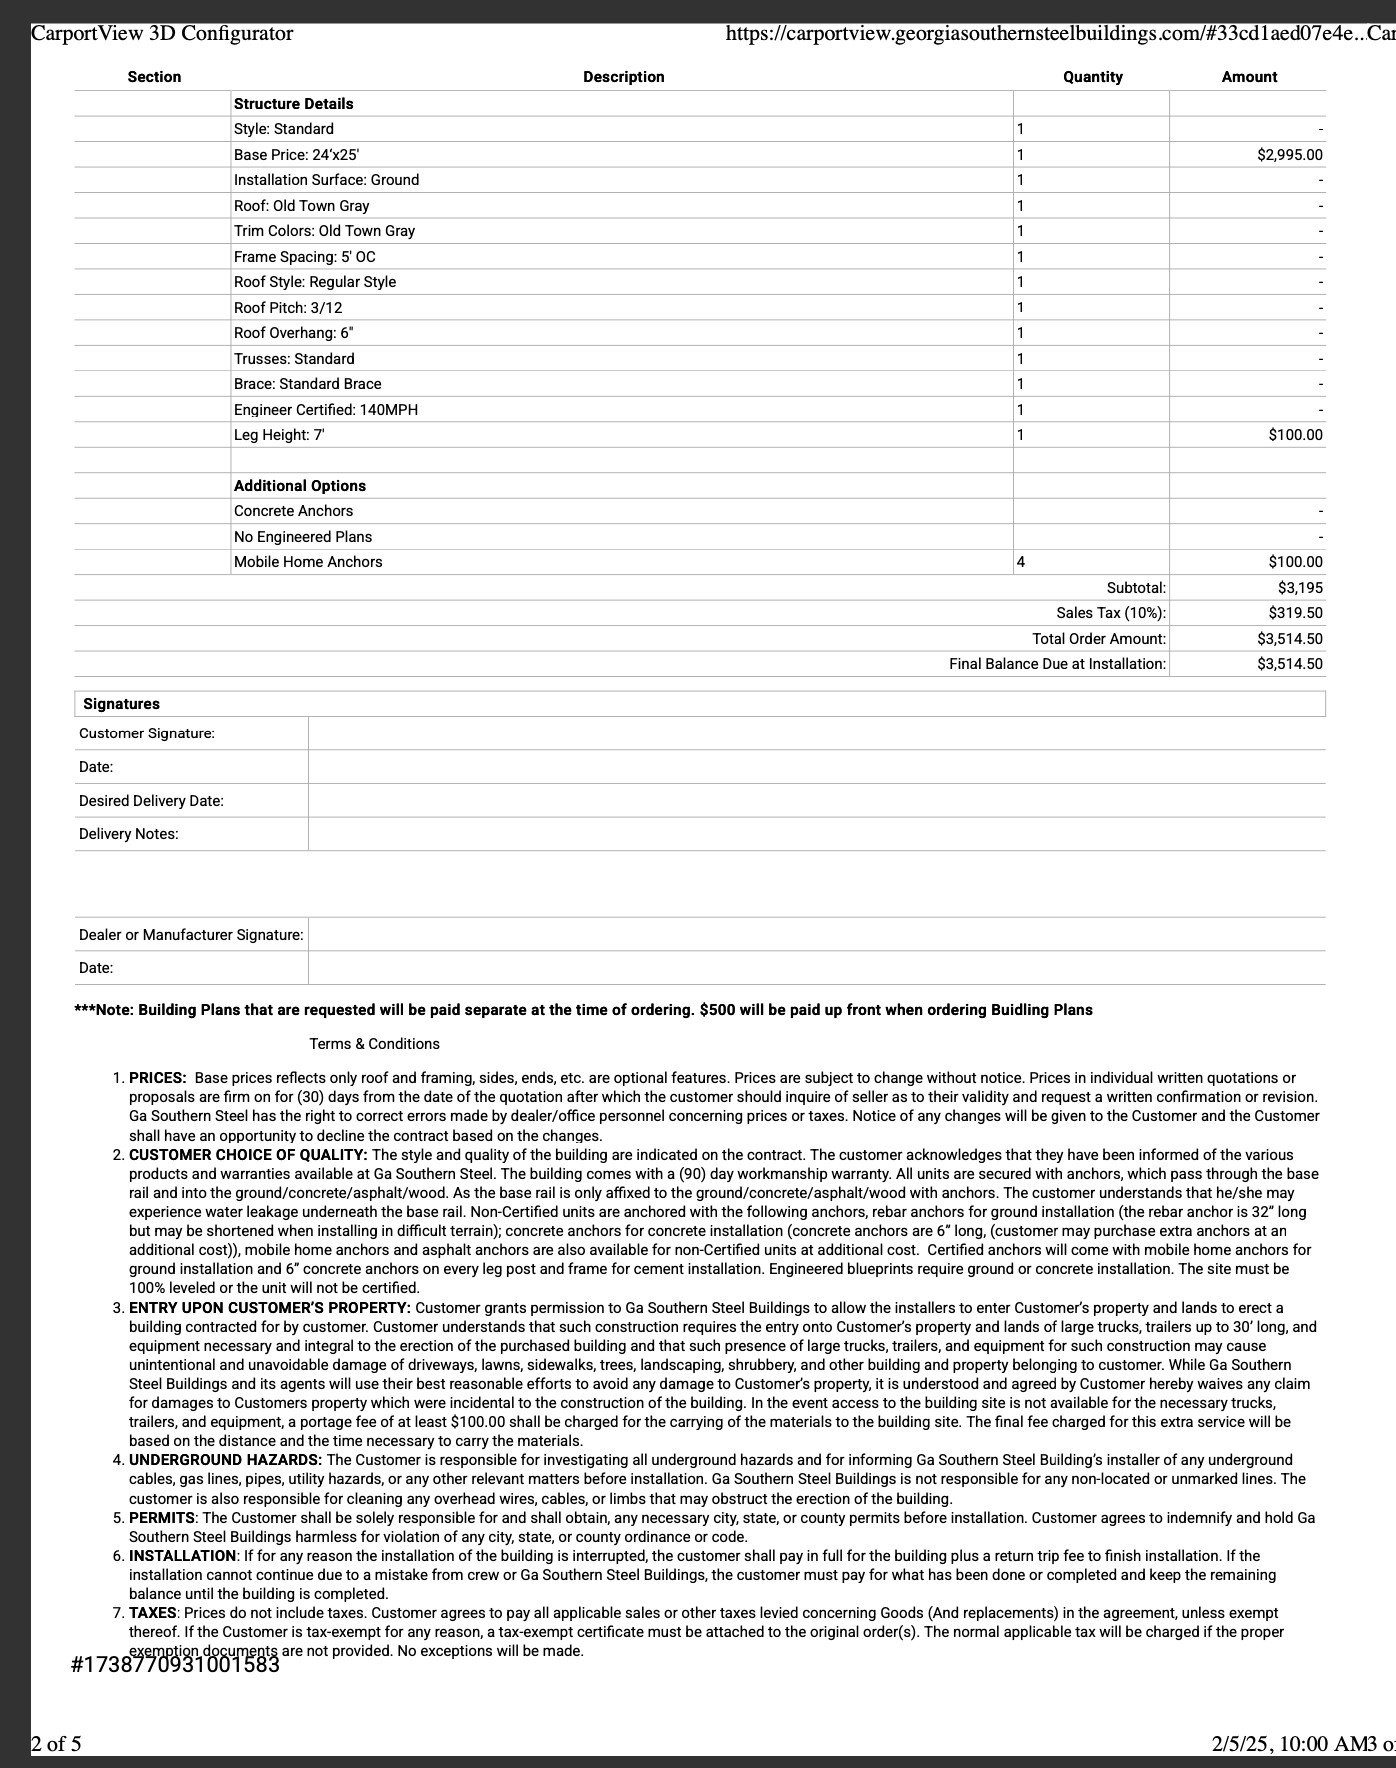 CarportView 3D Configurator https://carportview.georgiasouthernsteelbuildings.com/#33cd1aed07e4e...Car
Section Description Quantity Amount
Structure Details
Style: Standard 1 -
Base Price: 24'x25' 1 $2,995.00
Installation Surface: Ground 1 -
Roof: Old Town Gray 1 -
Trim Colors: Old Town Gray 1 -
Frame Spacing: 5' OC 1 -
Roof Style: Regular Style 1 -
Roof Pitch: 3/12 1 -
Roof Overhang: 6" 1 -
Trusses: Standard 1 -
Brace: Standard Brace 1 -
Engineer Certified: 140MPH 1 -
Leg Height: 7' 1 $100.00
Additional Options
Concrete Anchors -
No Engineered Plans -
Mobile Home Anchors 4 $100.00
Subtotal: $3,195
Sales Tax (10%): $319.50
Total Order Amount: $3,514.50
Final Balance Due at Installation: $3,514.50
Signatures
Customer Signature:
Date:
Desired Delivery Date:
Delivery Notes:
Dealer or Manufacturer Signature:
Date:
***Note: Building Plans that are requested will be paid separate at the time of ordering. $500 will be paid up front when ordering Buidling Plans
Terms & Conditions
1. PRICES: Base prices reflects only roof and framing, sides, ends, etc. are optional features. Prices are subject to change without notice. Prices in individual written quotations or
proposals are firm on for (30) days from the date of the quotation after which the customer should inquire of seller as to their validity and request a written confirmation or revision.
Ga Southern Steel has the right to correct errors made by dealer/office personnel concerning prices or taxes. Notice of any changes will be given to the Customer and the Customer
shall have an opportunity to decline the contract based on the changes.
2. CUSTOMER CHOICE OF QUALITY: The style and quality of the building are indicated on the contract. The customer acknowledges that they have been informed of the various
products and warranties available at Ga Southern Steel. The building comes with a (90) day workmanship warranty. All units are secured with anchors, which pass through the base
rail and into the ground/concrete/asphalt/wood. As the base rail is only affixed to the ground/concrete/asphalt/wood with anchors. The customer understands that he/she may
experience water leakage underneath the base rail. Non-Certified units are anchored with the following anchors, rebar anchors for ground installation (the rebar anchor is 32” long
but may be shortened when installing in difficult terrain); concrete anchors for concrete installation (concrete anchors are 6” long, (customer may purchase extra anchors at an
additional cost)), mobile home anchors and asphalt anchors are also available for non-Certified units at additional cost. Certified anchors will come with mobile home anchors for
ground installation and 6” concrete anchors on every leg post and frame for cement installation. Engineered blueprints require ground or concrete installation. The site must be
100% leveled or the unit will not be certified.
3. ENTRY UPON CUSTOMER’S PROPERTY: Customer grants permission to Ga Southern Steel Buildings to allow the installers to enter Customer’s property and lands to erect a
building contracted for by customer. Customer understands that such construction requires the entry onto Customer’s property and lands of large trucks, trailers up to 30’ long, and
equipment necessary and integral to the erection of the purchased building and that such presence of large trucks, trailers, and equipment for such construction may cause
unintentional and unavoidable damage of driveways, lawns, sidewalks, trees, landscaping, shrubbery, and other building and property belonging to customer. While Ga Southern
Steel Buildings and its agents will use their best reasonable efforts to avoid any damage to Customer’s property, it is understood and agreed by Customer hereby waives any claim
for damages to Customers property which were incidental to the construction of the building. In the event access to the building site is not available for the necessary trucks,
trailers, and equipment, a portage fee of at least $100.00 shall be charged for the carrying of the materials to the building site. The final fee charged for this extra service will be
based on the distance and the time necessary to carry the materials.
4. UNDERGROUND HAZARDS: The Customer is responsible for investigating all underground hazards and for informing Ga Southern Steel Building’s installer of any underground
cables, gas lines, pipes, utility hazards, or any other relevant matters before installation. Ga Southern Steel Buildings is not responsible for any non-located or unmarked lines. The
customer is also responsible for cleaning any overhead wires, cables, or limbs that may obstruct the erection of the building.
5. PERMITS: The Customer shall be solely responsible for and shall obtain, any necessary city, state, or county permits before installation. Customer agrees to indemnify and hold Ga
Southern Steel Buildings harmless for violation of any city, state, or county ordinance or code.
6. INSTALLATION: If for any reason the installation of the building is interrupted, the customer shall pay in full for the building plus a return trip fee to finish installation. If the
installation cannot continue due to a mistake from crew or Ga Southern Steel Buildings, the customer must pay for what has been done or completed and keep the remaining
balance until the building is completed.
7. TAXES: Prices do not include taxes. Customer agrees to pay all applicable sales or other taxes levied concerning Goods (And replacements) in the agreement, unless exempt
thereof. If the Customer is tax-exempt for any reason, a tax-exempt certificate must be attached to the original order(s). The normal applicable tax will be charged if the proper
exemption documents are not provided. No exceptions will be made.
#1738770931001583
2 of 5 2/5/25, 10:00 AM3 of